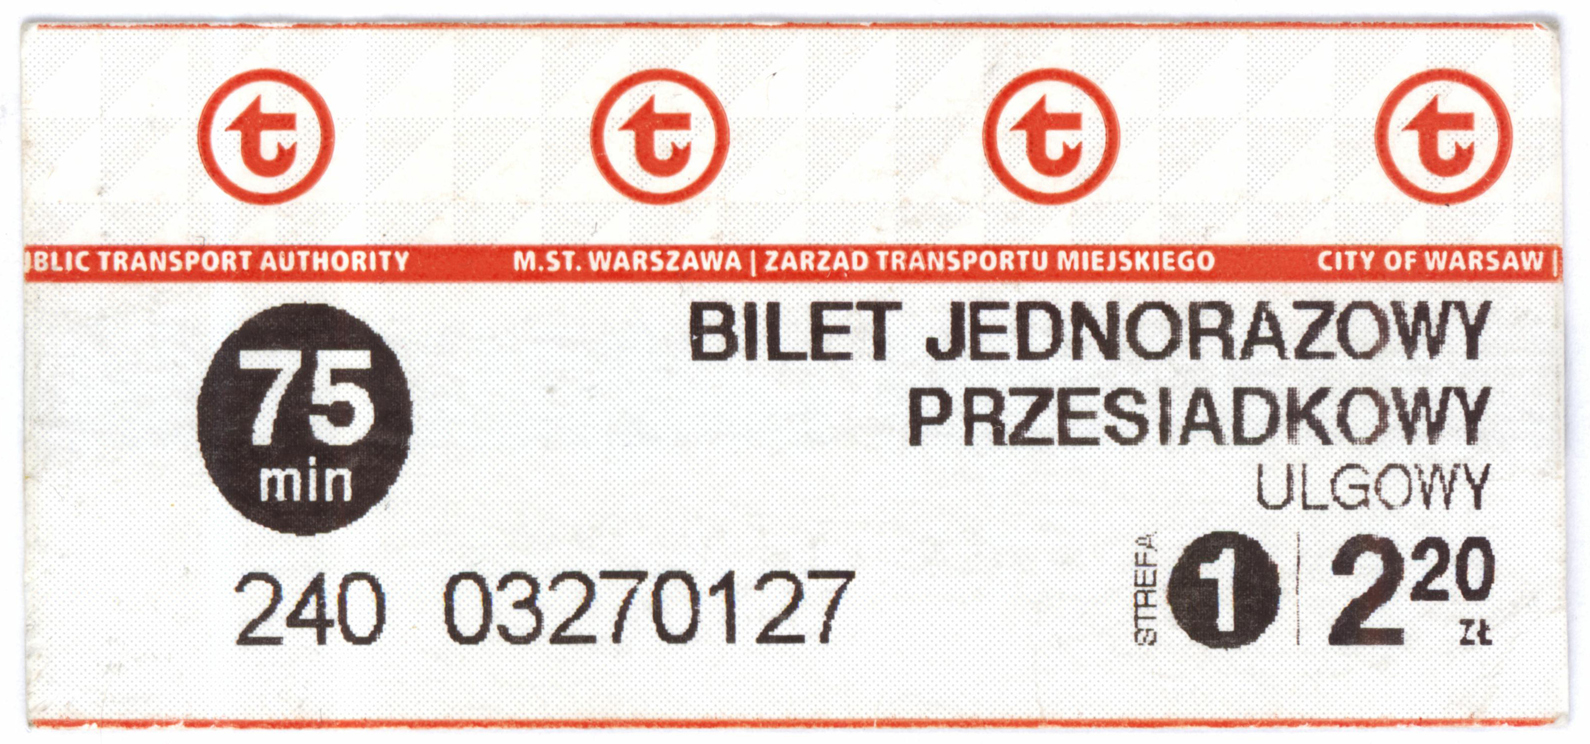 BLIC TRANSPORT AUTHORITY M.ST. WARSZAWA | ZARZĄD TRANSPORTU MIEJSKIEGO CITY OF WARSAW |
75
min
BILET JEDNORAZOWY
PRZESIADKOWY
ULGOWY
240 03270127
STREFA 1 | 2 20 ZŁ